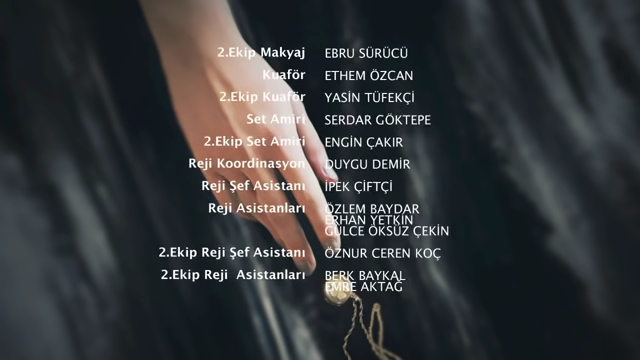 2.Ekip Makyaj EBRU SÜRÜCÜ
Kuaför ETHEM ÖZCAN
2.Ekip Kuaför YASİN TÜFEKÇİ
Set Amiri SERDAR GÖKTEPE
2.Ekip Set Amiri ENGİN ÇAKIR
Reji Koordinasyon DUYGU DEMİR
Reji Şef Asistanı İPEK ÇİFTÇİ
Reji Asistanları ÖZLEM BAYDAR
ERHAN YETKİN
GÜLCE ÖKSÜZ ÇEKİN
2.Ekip Reji Şef Asistanı ÖZNUR CEREN KOÇ
2.Ekip Reji  Asistanları BERK BAYKAL
EMRE AKTAĞ